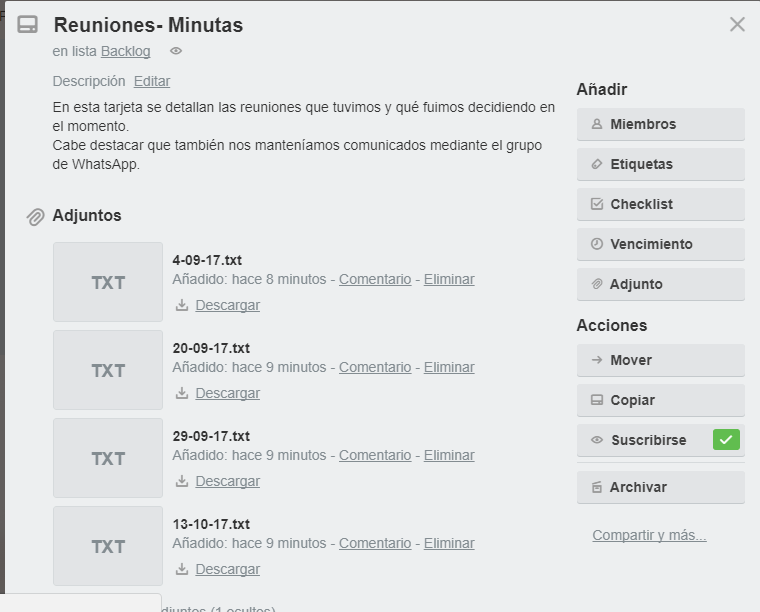 Reuniones- Minutas
en lista Backlog
Descripción Editar
En esta tarjeta se detallan las reuniones que tuvimos y qué fuimos decidiendo en
el momento.
Cabe destacar que también nos manteníamos comunicados mediante el grupo
de WhatsApp.
Adjuntos
TXT
4-09-17.txt
Añadido: hace 8 minutos - Comentario - Eliminar
Descargar
TXT
20-09-17.txt
Añadido: hace 9 minutos - Comentario - Eliminar
Descargar
TXT
29-09-17.txt
Añadido: hace 9 minutos - Comentario - Eliminar
Descargar
TXT
13-10-17.txt
Añadido: hace 9 minutos - Comentario - Eliminar
Descargar
(1 ocultos)
Añadir
Miembros
Etiquetas
Checklist
Vencimiento
Adjunto
Acciones
Mover
Copiar
Suscribirse
Archivar
Compartir y más...